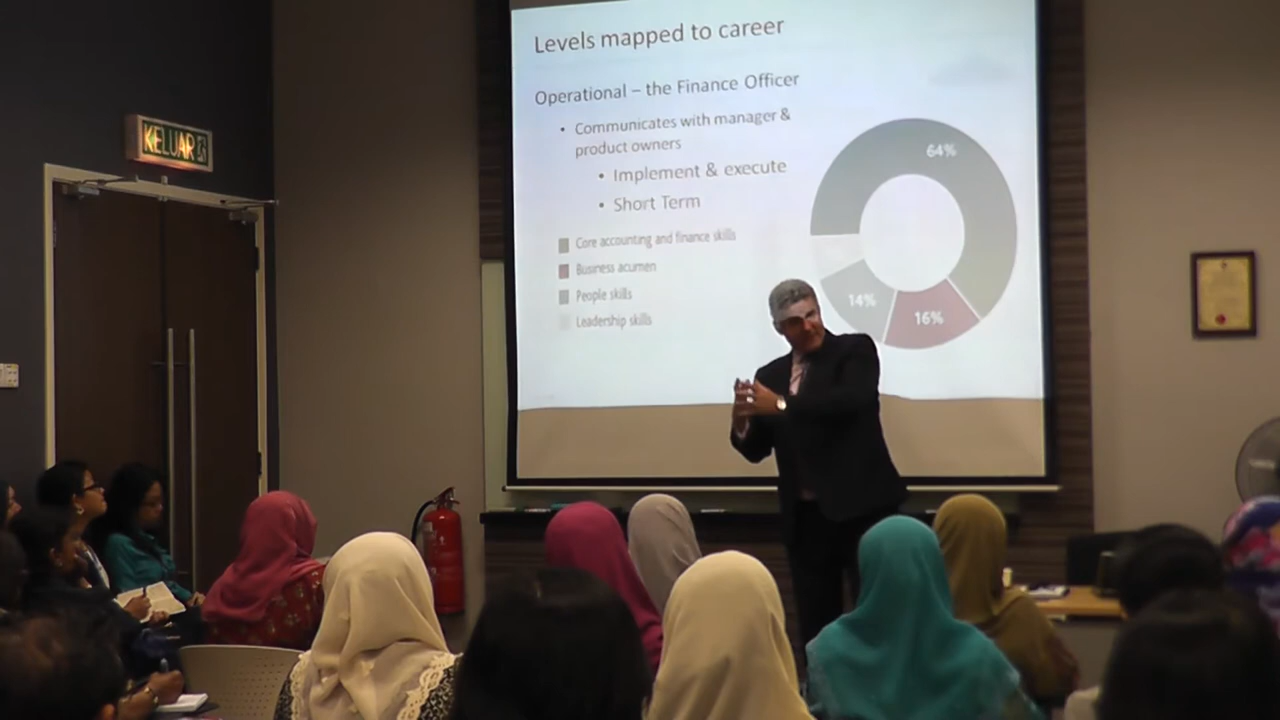 KELUAR
Levels mapped to career
Operational – the Finance Officer
• Communicates with manager &
product owners
• Implement & execute
• Short Term
Core accounting and finance skills
Business acumen
People skills
Leadership skills
64%
14%
16%